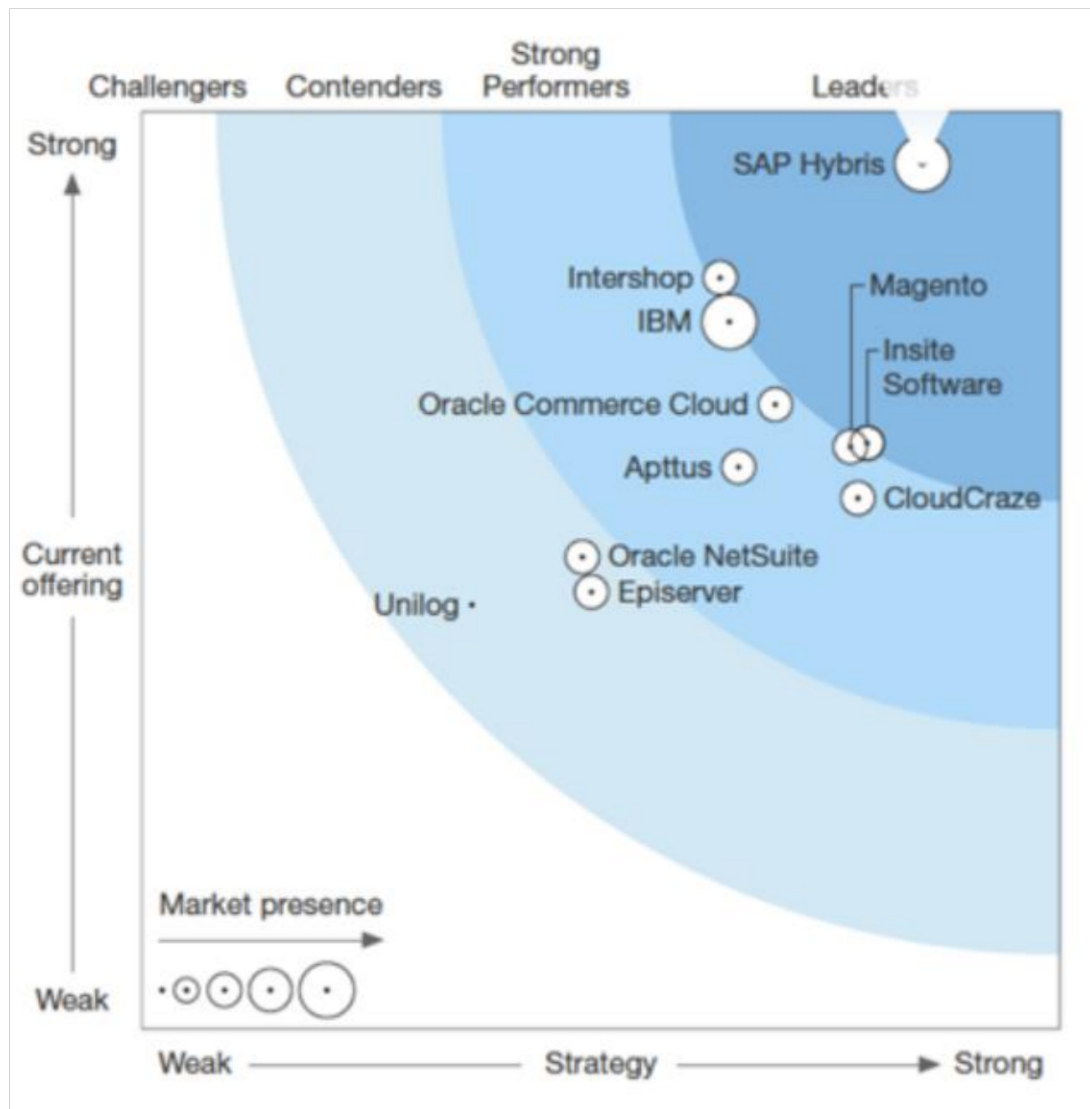 Challengers
Contenders
Strong
Performers
Leaders
Strong
SAP Hybris
Intershop
Magento
IBM
Insite
Software
Oracle Commerce Cloud
Apttus
CloudCraze
Current
offering
Oracle NetSuite
Episerver
Unilog
Market presence
Weak
Weak
Strategy
Strong